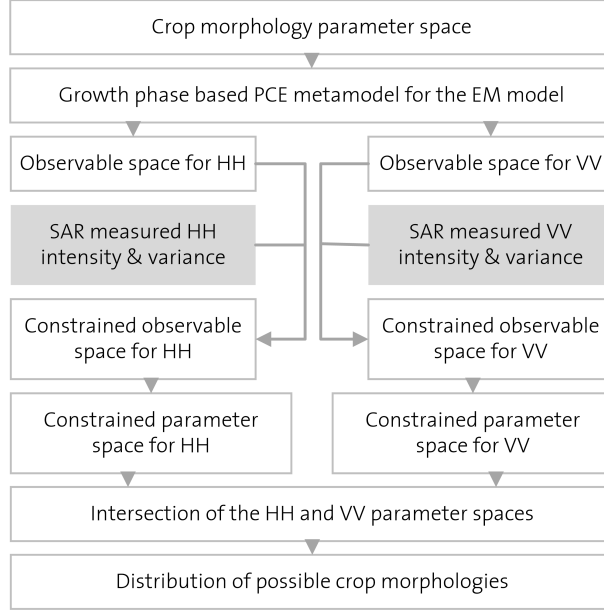 Crop morphology parameter space
Growth phase based PCE metamodel for the EM model
Observable space for HH
Observable space for VV
SAR measured HH
intensity & variance
SAR measured VV
intensity & variance
Constrained observable
space for HH
Constrained observable
space for VV
Constrained parameter
space for HH
Constrained parameter
space for VV
Intersection of the HH and VV parameter spaces
Distribution of possible crop morphologies